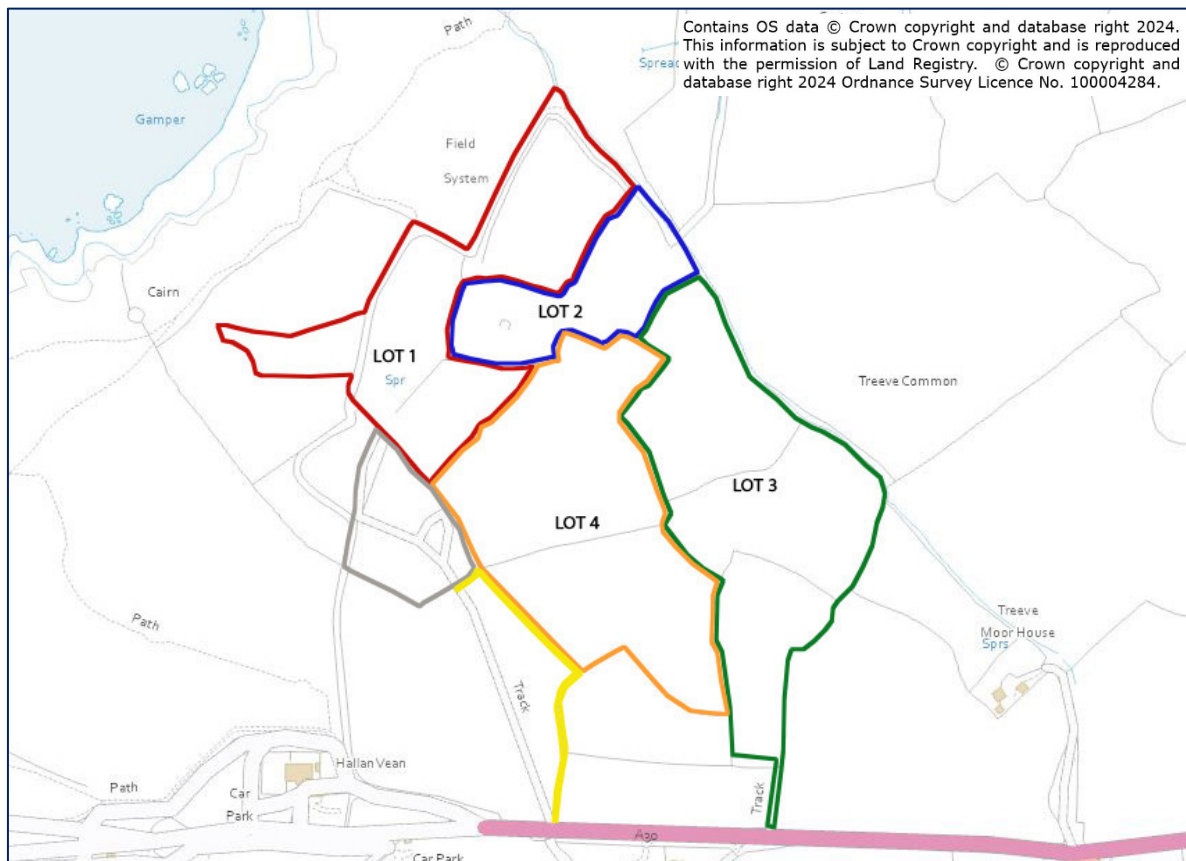 Contains OS data © Crown copyright and database right 2024.
This information is subject to Crown copyright and is reproduced
with the permission of Land Registry. © Crown copyright and
database right 2024 Ordnance Survey Licence No. 100004284.
Path
Gamper
Field
System
Cairn
LOT 2
LOT 1
Spr
Treeve Common
LOT 3
LOT 4
Path
Treeve
Moor House
Sprs
Track
Hallan Vean
Path
Car
Park
Track
A30
Car Park